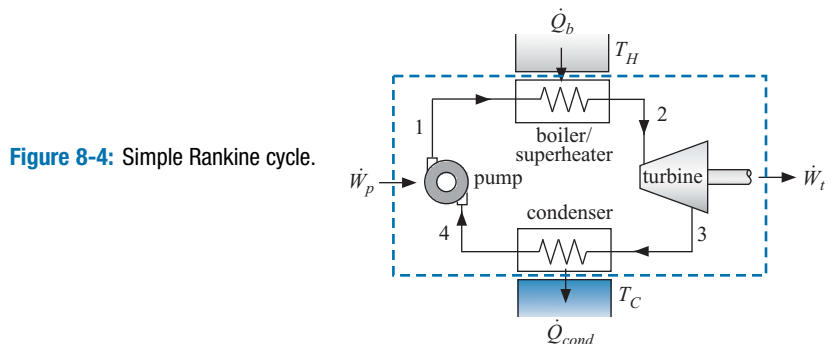 Q̇_b
T_H
1
2
boiler/
superheater
Figure 8-4: Simple Rankine cycle.
Ẇ_p
pump
turbine
Ẇ_t
condenser
4
3
T_C
Q̇_cond